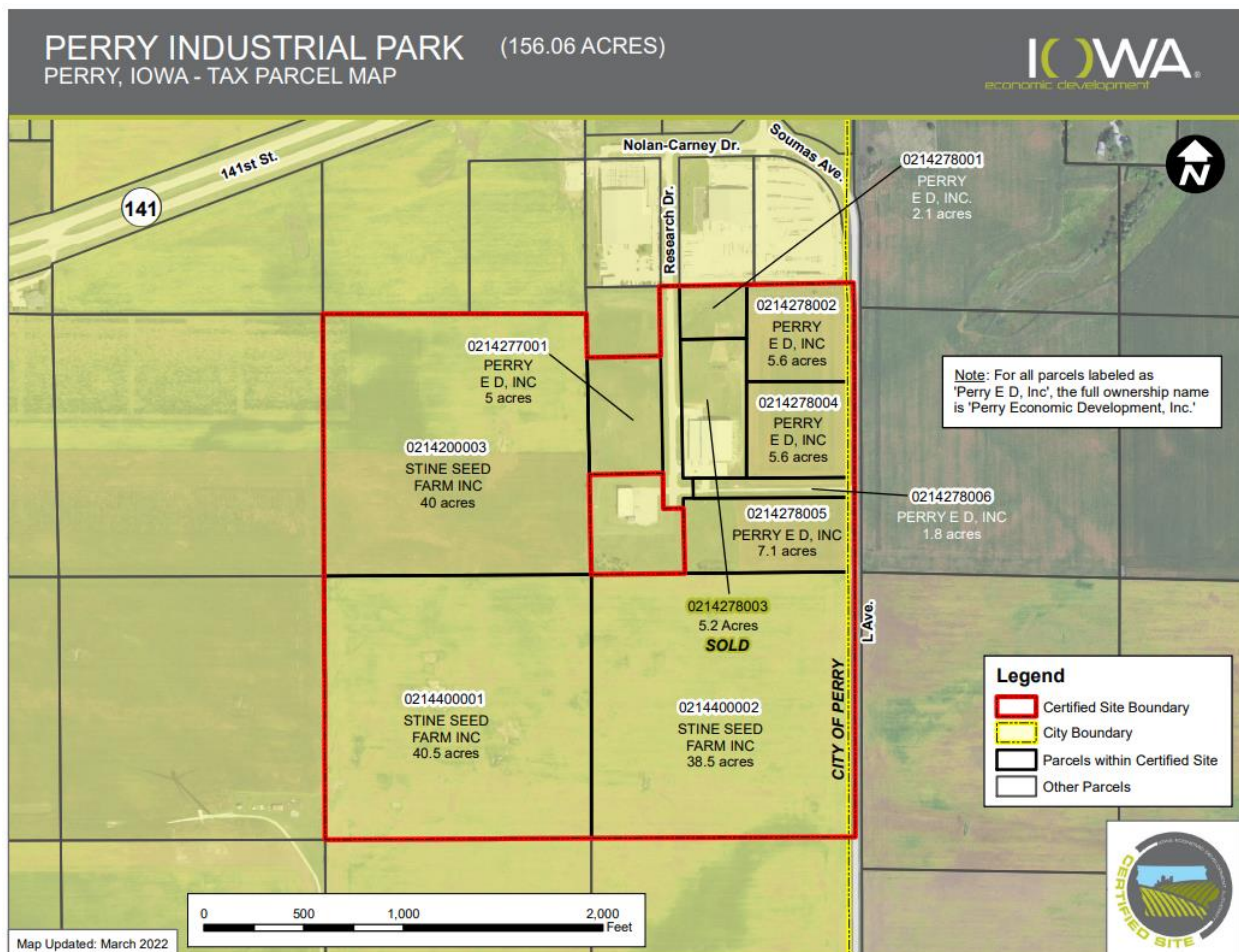 PERRY INDUSTRIAL PARK (156.06 ACRES)
PERRY, IOWA - TAX PARCEL MAP
IOWA®
economic development
141st St.
141
Nolan-Carney Dr.
Soumas Ave.
Research Dr.
0214278001
PERRY
E D, INC.
2.1 acres
N
0214278002
PERRY
E D, INC
5.6 acres
0214277001
PERRY
E D, INC
5 acres
Note: For all parcels labeled as
'Perry E D, Inc', the full ownership name
is 'Perry Economic Development, Inc.'
0214278004
PERRY
E D, INC
5.6 acres
0214200003
STINE SEED
FARM INC
40 acres
0214278006
PERRY E D, INC
1.8 acres
0214278005
PERRY E D, INC
7.1 acres
0214278003
5.2 Acres
SOLD
L Ave.
0214400001
STINE SEED
FARM INC
40.5 acres
0214400002
STINE SEED
FARM INC
38.5 acres
CITY OF PERRY
Legend
Certified Site Boundary
City Boundary
Parcels within Certified Site
Other Parcels
0 500 1,000 2,000
Feet
Map Updated: March 2022
IOWA ECONOMIC DEVELOPMENT AUTHORITY
CERTIFIED SITE